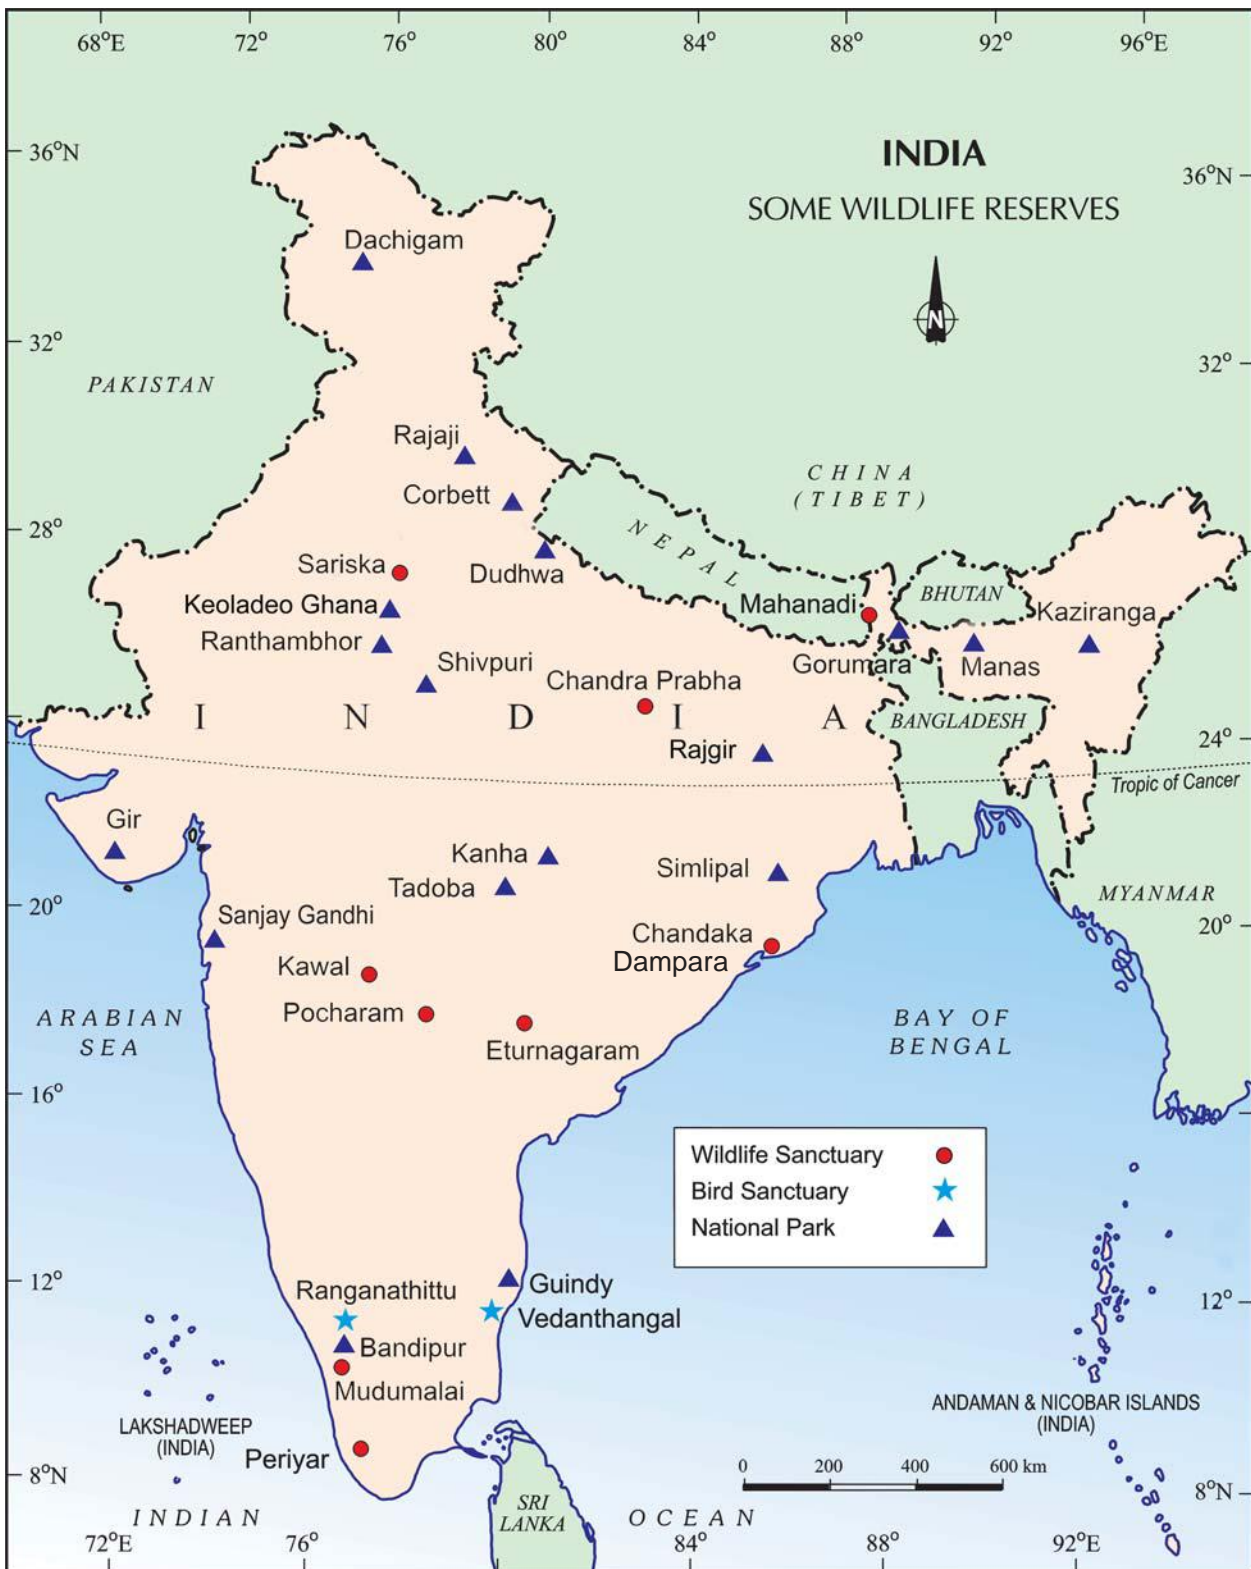 68°E 72° 76° 80° 84° 88° 92° 96°E
36°N
INDIA
36°N
SOME WILDLIFE RESERVES
Dachigam
N
32°
32°
PAKISTAN
Rajaji
CHINA
(TIBET)
Corbett
28°
NEPAL
Sariska
Dudhwa
BHUTAN
Keoladeo Ghana
Mahanadi
Kaziranga
Ranthambhor
Shivpuri
Gorumara
Manas
Chandra Prabha
I N D I A
BANGLADESH
24°
Rajgir
Tropic of Cancer
Gir
Kanha
Simlipal
Tadoba
MYANMAR
20°
Sanjay Gandhi
20°
Chandaka
Dampara
Kawal
Pocharam
ARABIAN
SEA
BAY OF
BENGAL
Eturnagaram
16°
Wildlife Sanctuary
Bird Sanctuary
National Park
12°
Ranganathittu
Guindy
12°
Vedanthangal
Bandipur
Mudumalai
LAKSHADWEEP
(INDIA)
ANDAMAN & NICOBAR ISLANDS
(INDIA)
Periyar
0 200 400 600 km
8°N
8°N
SRI
LANKA
INDIAN OCEAN
72°E 76° 84° 88° 92°E